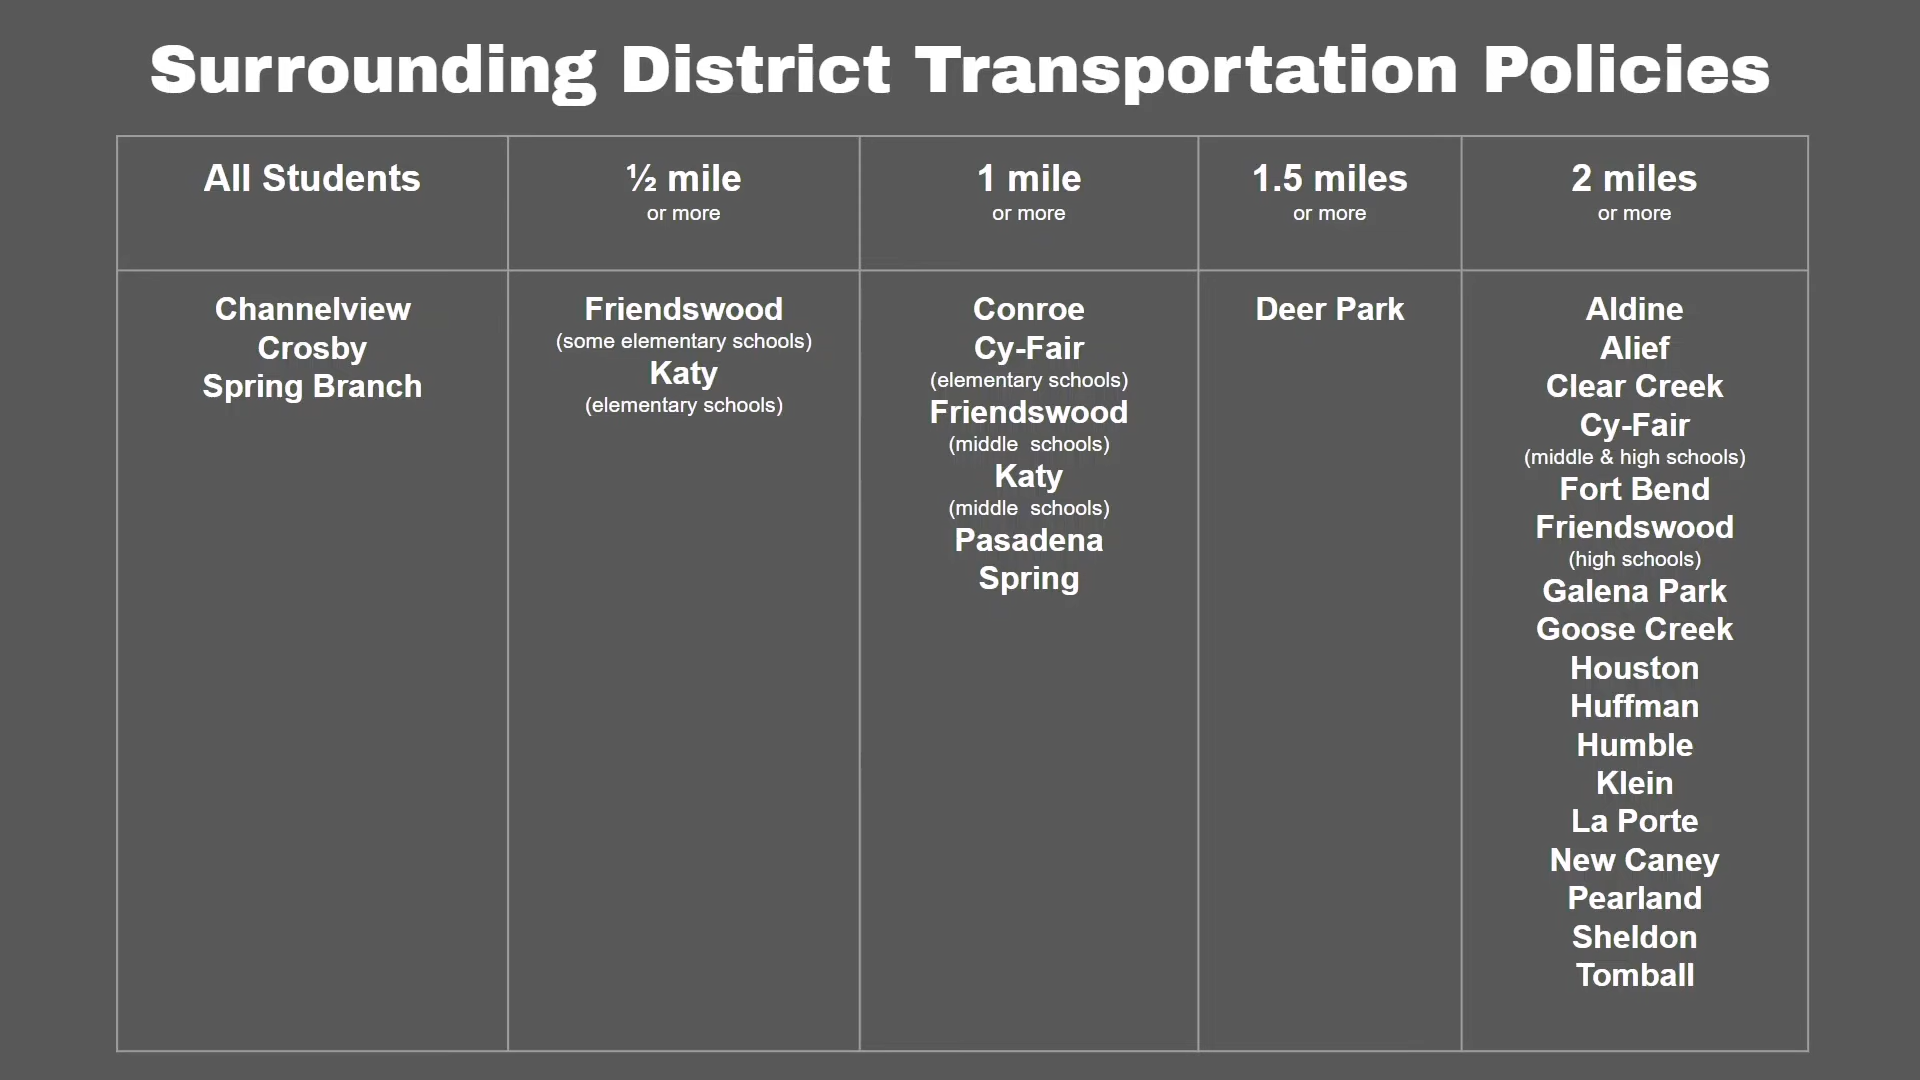 Surrounding District Transportation Policies
All Students
½ mile
or more
1 mile
or more
1.5 miles
or more
2 miles
or more
Channelview
Crosby
Spring Branch
Friendswood
(some elementary schools)
Katy
(elementary schools)
Conroe
Cy-Fair
(elementary schools)
Friendswood
(middle schools)
Katy
(middle schools)
Pasadena
Spring
Deer Park
Aldine
Alief
Clear Creek
Cy-Fair
(middle & high schools)
Fort Bend
Friendswood
(high schools)
Galena Park
Goose Creek
Houston
Huffman
Humble
Klein
La Porte
New Caney
Pearland
Sheldon
Tomball